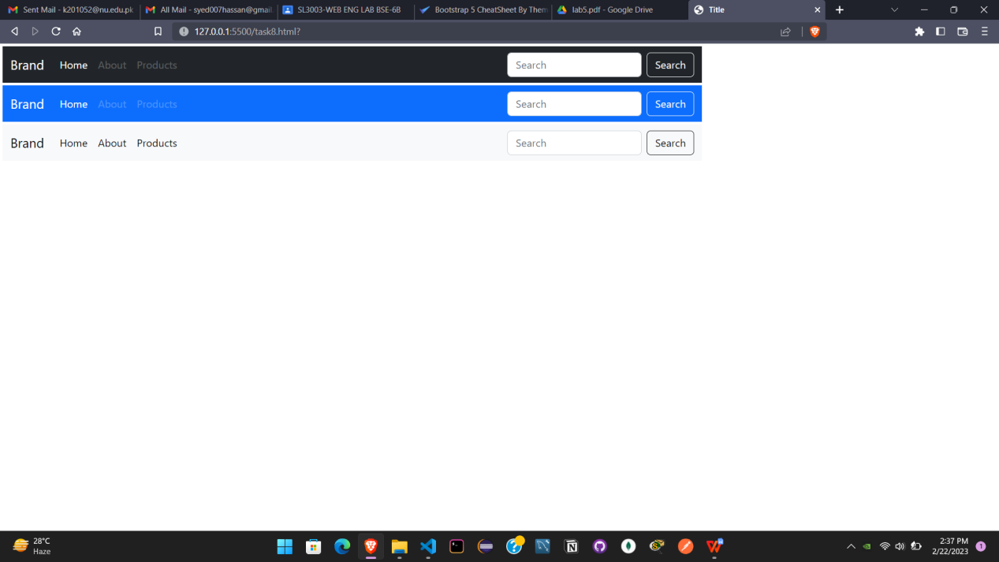 Sent Mail - k201052@nu.edu.pk
All Mail - syed007hassan@gmail
SL3003-WEB ENG LAB BSE-6B
Bootstrap 5 CheatSheet By Them
lab5.pdf - Google Drive
Title
127.0.0.1:5500/task8.html?
Brand Home About Products Search Search
Brand Home About Products Search Search
Brand Home About Products Search Search
28°C
Haze
2:37 PM
2/22/2023
1